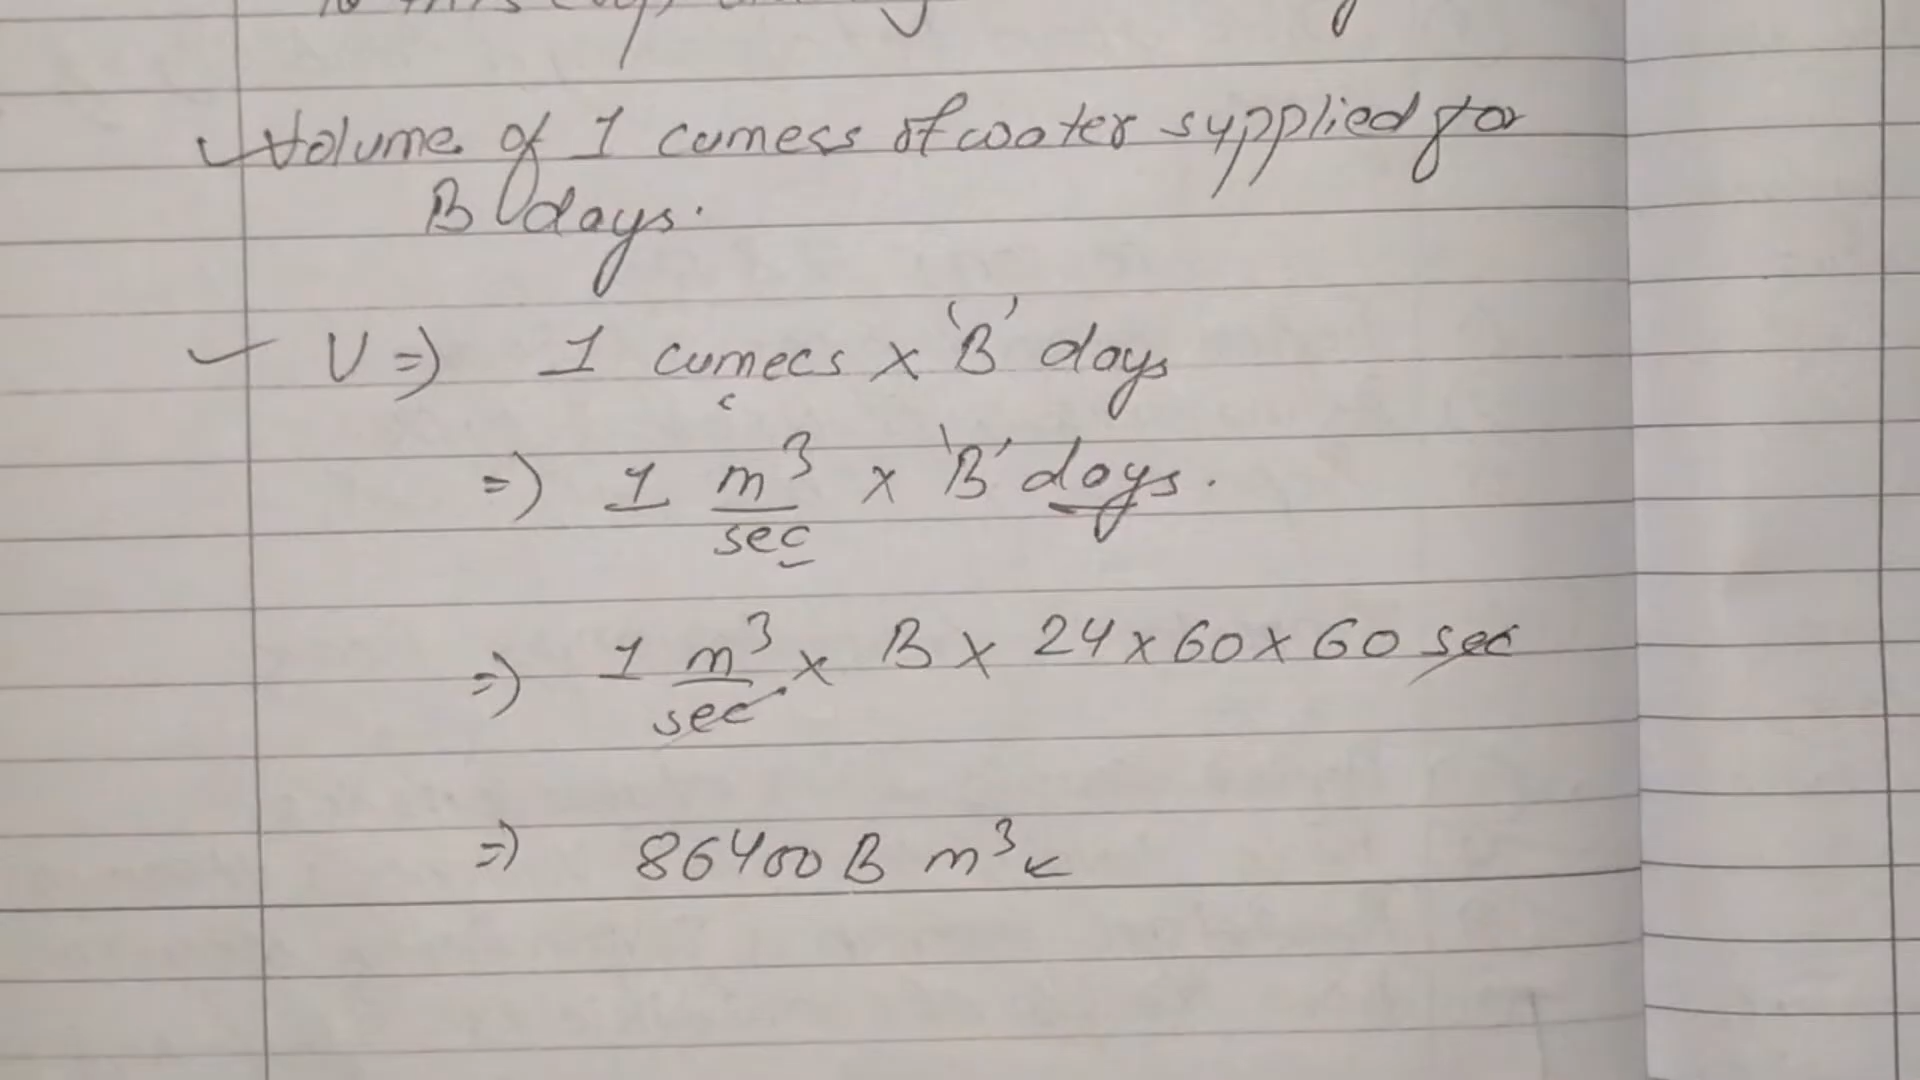 Volume of 1 cumess of water supplied for
B days.
V => 1 cumecs x 'B' days
=> 1 m³/sec x 'B' days.
=> 1 m³/sec x B x 24 x 60 x 60 sec
=> 86400 B m³